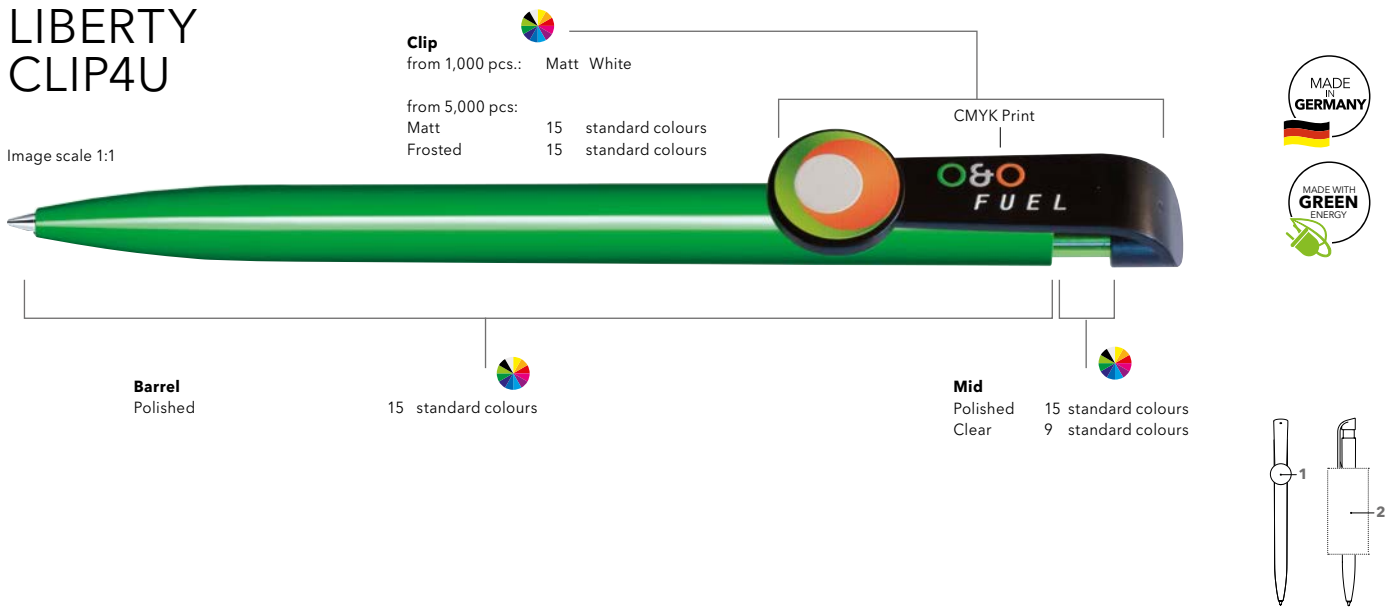 LIBERTY
CLIP4U
Image scale 1:1
Clip
from 1,000 pcs.: Matt White
from 5,000 pcs:
Matt 15 standard colours
Frosted 15 standard colours
CMYK Print
O&O
FUEL
MADE
IN
GERMANY
MADE WITH
GREEN
ENERGY
Barrel
Polished 15 standard colours
Mid
Polished 15 standard colours
Clear 9 standard colours
1
2